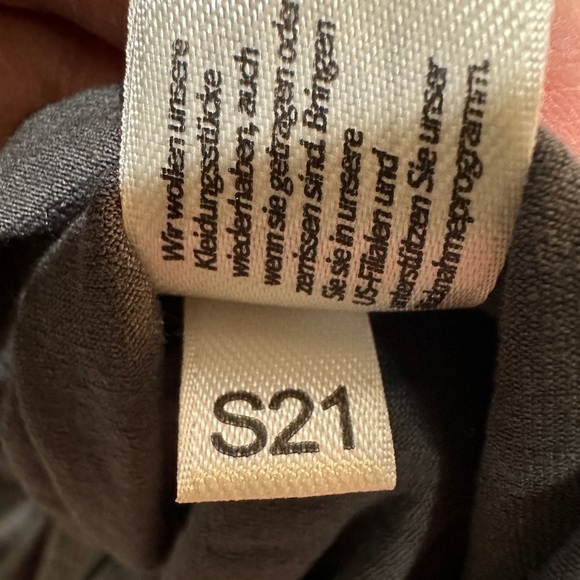 Wir wollen unsere
Kleidungsstücke
wiederhaben, auch
wenn sie getragen oder
zerrissen sind. Bringen
Sie sie in unsere
US-Filialen und
unterstützen Sie unser
Rücknahmeprogramm.
S21